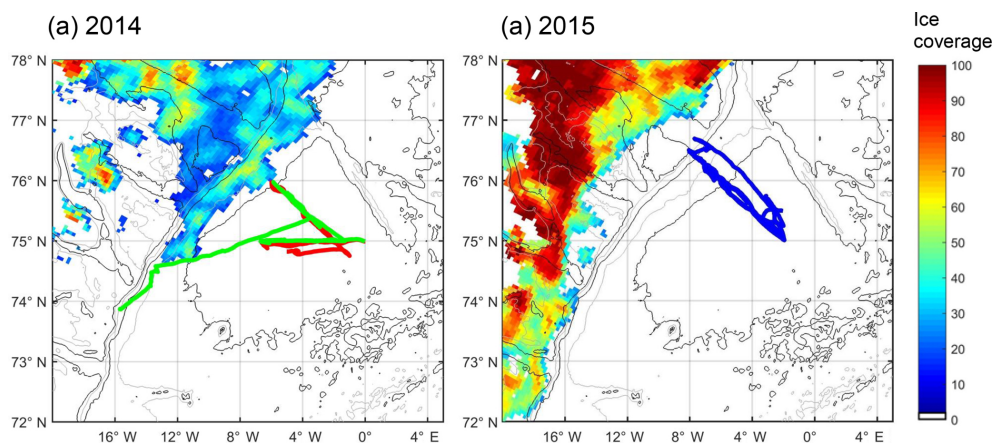 (a) 2014
(a) 2015
Ice
coverage
78° N
77° N
76° N
75° N
74° N
73° N
72° N
16° W
12° W
8° W
4° W
0°
4° E
78° N
77° N
76° N
75° N
74° N
73° N
72° N
16° W
12° W
8° W
4° W
0°
4° E
100
90
80
70
60
50
40
30
20
10
0